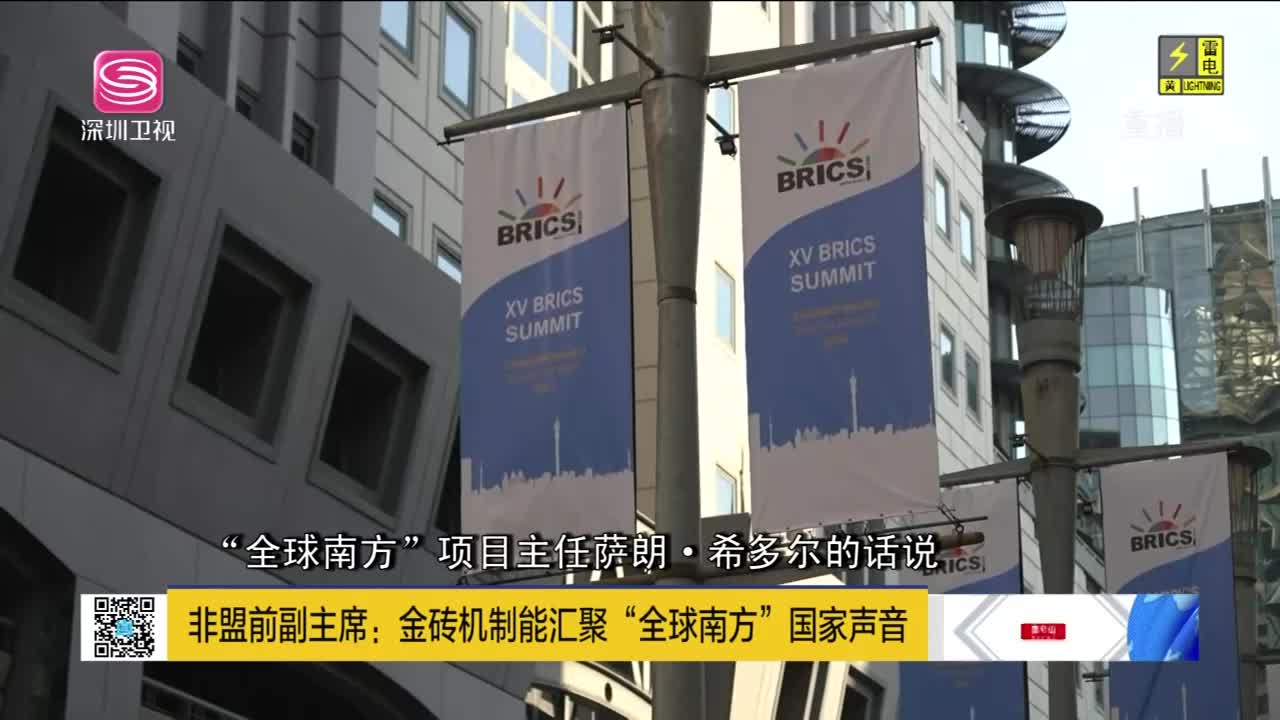 深圳卫视
雷电
黄 LIGHTNING
重播
BRICS
XV BRICS
SUMMIT
BRICS
XV BRICS
SUMMIT
BRICS
BRICS
“全球南方”项目主任萨朗·希多尔的话说
非盟前副主席：金砖机制能汇聚“全球南方”国家声音